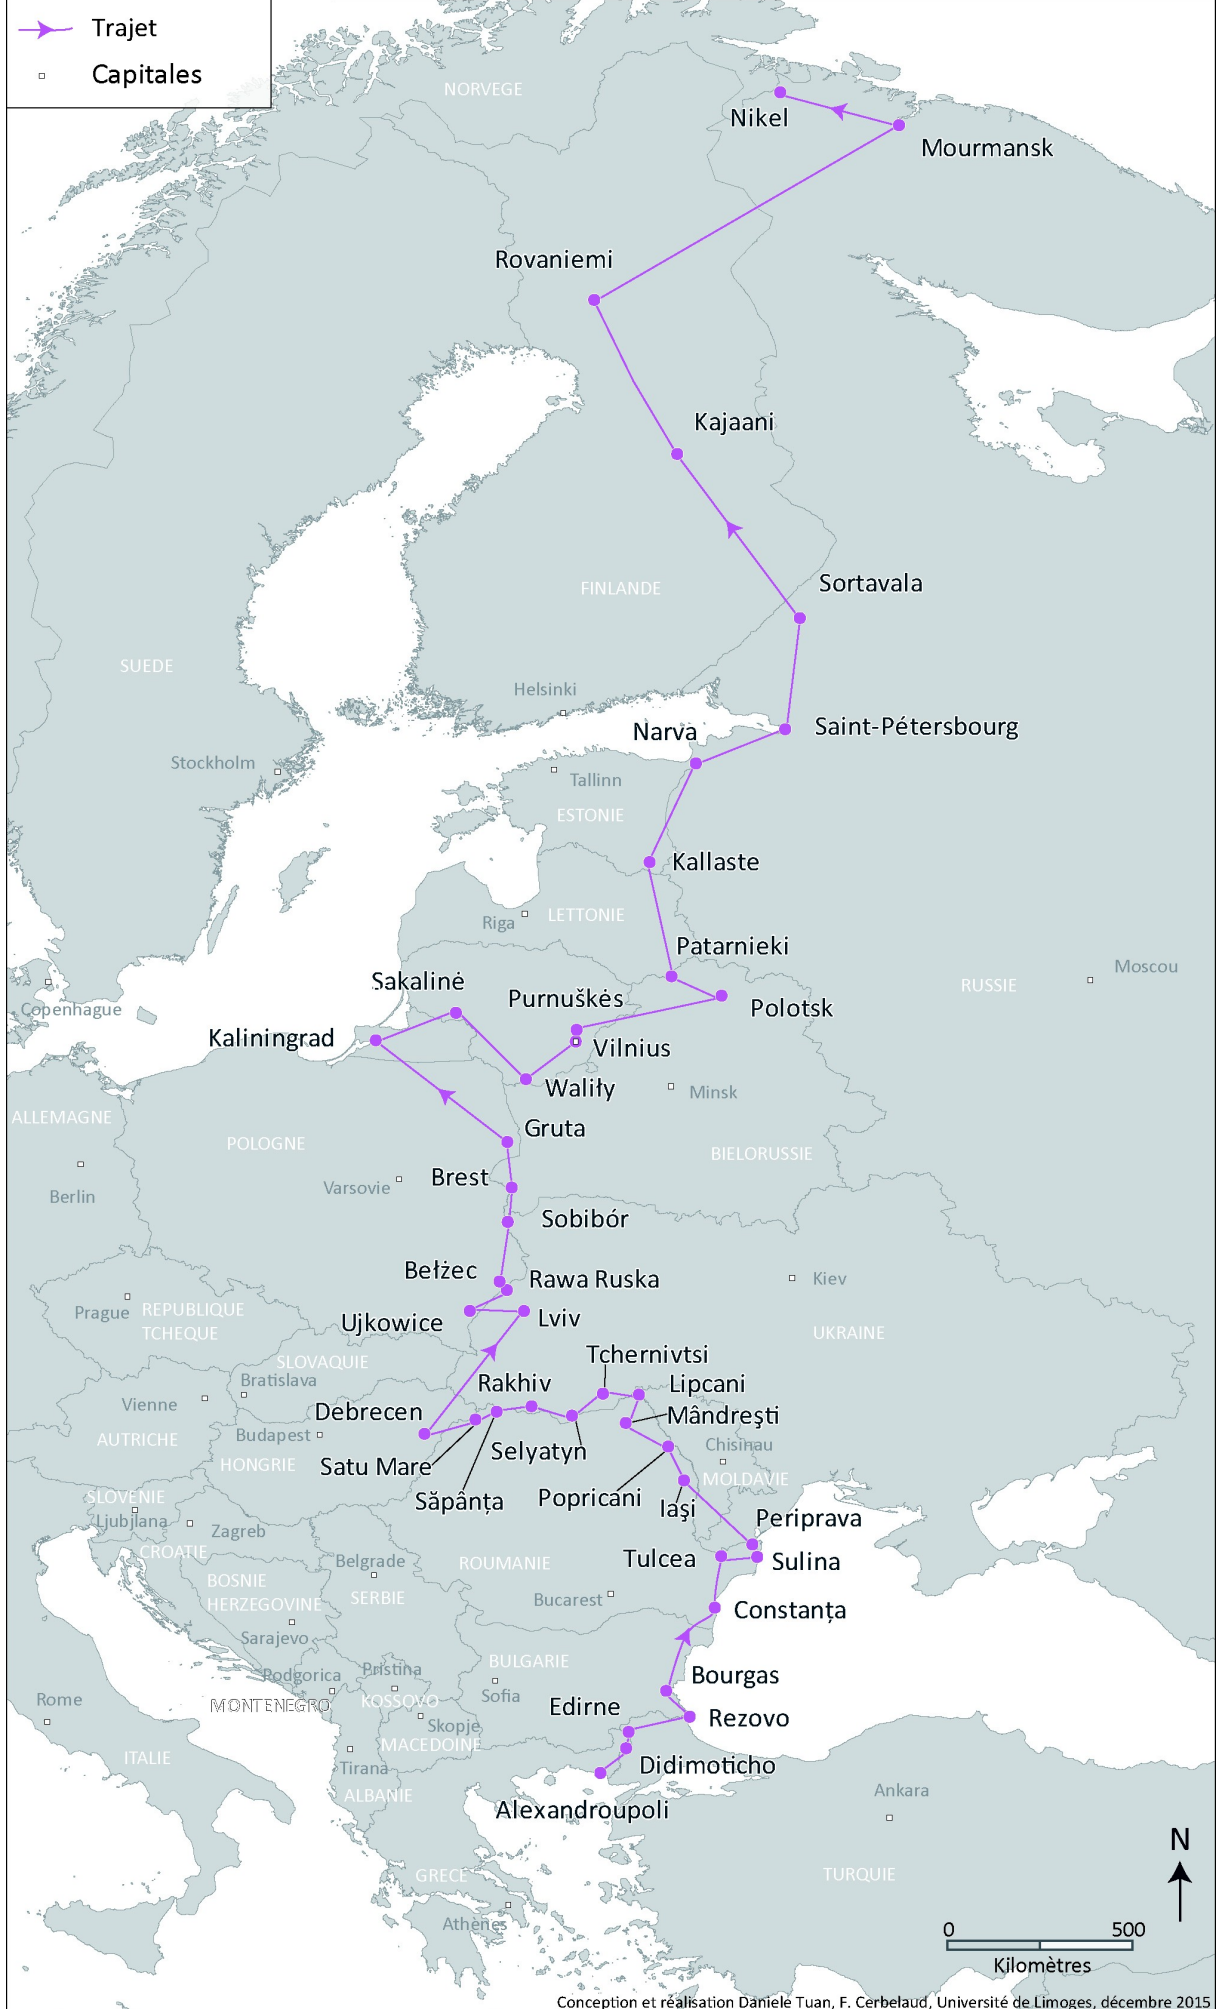 Trajet
Capitales
NORVEGE
Nikel
Mourmansk
Rovaniemi
Kajaani
Sortavala
FINLANDE
SUEDE
Helsinki
Narva
Saint-Pétersbourg
Stockholm
Tallinn
ESTONIE
Kallaste
Riga
LETTONIE
Patarnieki
Moscou
RUSSIE
Sakalinė
Purnuškės
Polotsk
Copenhague
Kaliningrad
Vilnius
Waliły
Minsk
ALLEMAGNE
Gruta
POLOGNE
BIELORUSSIE
Brest
Varsovie
Berlin
Sobibór
Bełżec
Rawa Ruska
Kiev
Prague
REPUBLIQUE
TCHEQUE
Ujkowice
Lviv
UKRAINE
Tchernivtsi
SLOVAQUIE
Bratislava
Rakhiv
Lipcani
Vienne
Debrecen
Mândreşti
AUTRICHE
Budapest
Selyatyn
Chisinau
HONGRIE
Satu Mare
MOLDAVIE
Săpânța
Popricani
Iaşi
SLOVENIE
Ljubjlana
Zagreb
Periprava
CROATIE
Belgrade
ROUMANIE
Tulcea
Sulina
BOSNIE
HERZEGOVINE
SERBIE
Bucarest
Constanța
Sarajevo
BULGARIE
Podgorica
Pristina
Bourgas
Rome
MONTENEGRO
KOSSOVO
Sofia
Edirne
Rezovo
Skopje
MACEDOINE
ITALIE
Tirana
Didimoticho
ALBANIE
Ankara
Alexandroupoli
N
GRECE
TURQUIE
Athènes
0 500
Kilomètres
Conception et réalisation Daniele Tuan, F. Cerbelaud, Université de Limoges, décembre 2015